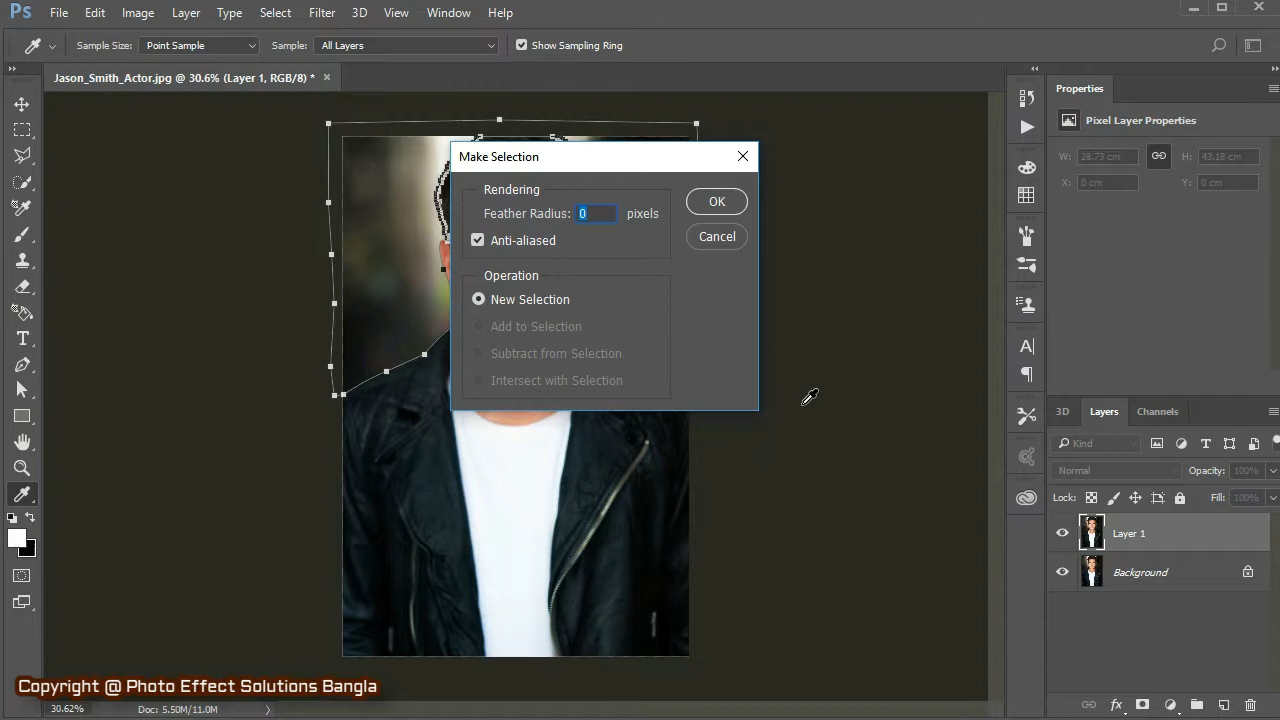 Ps File Edit Image Layer Type Select Filter 3D View Window Help
Sample Size: Point Sample Sample: All Layers Show Sampling Ring
Jason_Smith_Actor.jpg @ 30.6% (Layer 1, RGB/8) * ×
Properties
Pixel Layer Properties
W: 28.73 cm H: 43.18 cm
X: 0 cm Y: 0 cm
Make Selection
Rendering
Feather Radius: 0 pixels
Anti-aliased
OK
Cancel
Operation
New Selection
Add to Selection
Subtract from Selection
Intersect with Selection
3D Layers Channels
Kind
Normal Opacity: 100%
Lock: Fill: 100%
Layer 1
Background
Copyright @ Photo Effect Solutions Bangla
30.62% Doc: 5.50M/11.0M